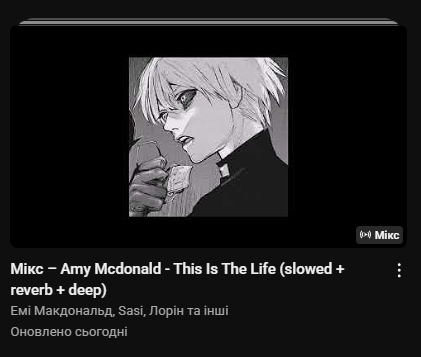 Мікс
Мікс – Amy Mcdonald - This Is The Life (slowed +
reverb + deep)
Емі Макдональд, Sasi, Лорін та інші
Оновлено сьогодні